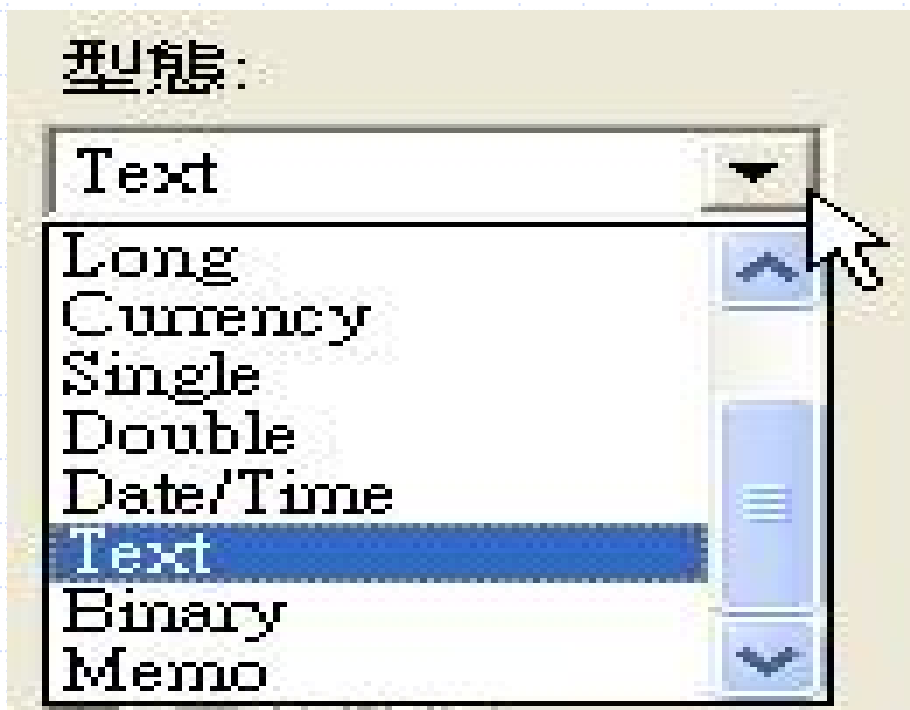 型態:
Text
Long
Currency
Single
Double
Date/Time
Text
Binary
Memo